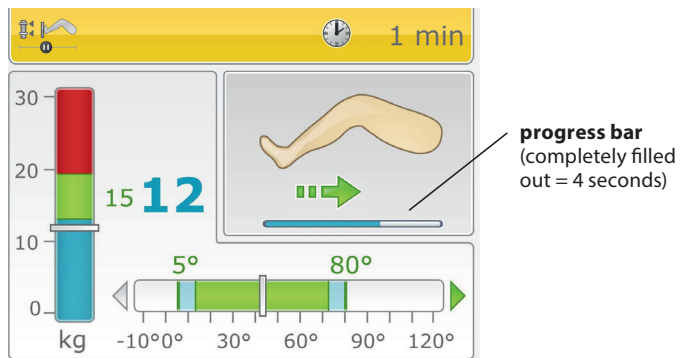 1 min
30
20
10
0
kg
15 12
progress bar
(completely filled
out = 4 seconds)
5° 80°
-10° 0° 30° 60° 90° 120°